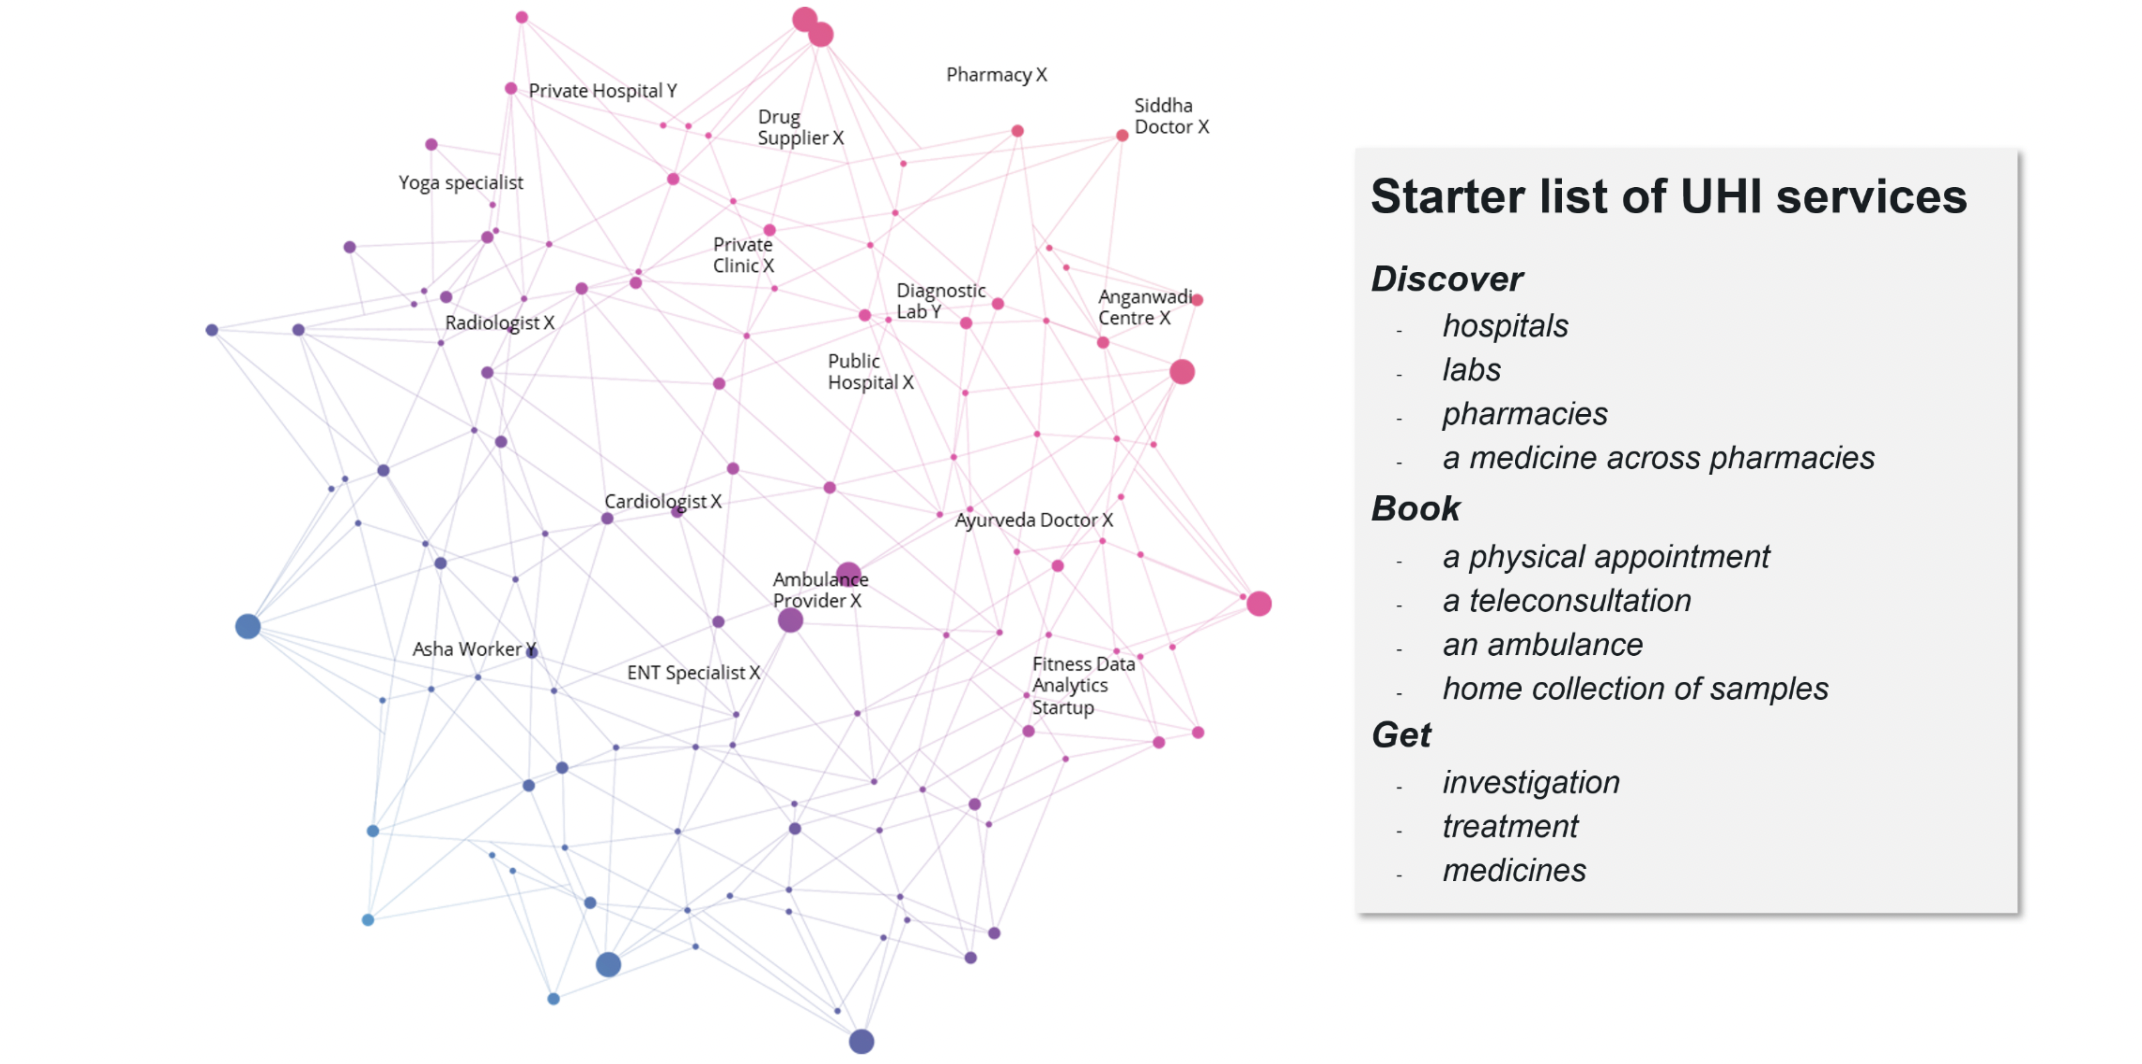 Private Hospital Y
Pharmacy X
Drug
Supplier X
Siddha
Doctor X
Yoga specialist
Private
Clinic X
Diagnostic
Lab Y
Anganwadi
Centre X
Radiologist X
Public
Hospital X
Cardiologist X
Ayurveda Doctor X
Ambulance
Provider X
Asha Worker Y
ENT Specialist X
Fitness Data
Analytics
Startup
Starter list of UHI services
Discover
- hospitals
- labs
- pharmacies
- a medicine across pharmacies
Book
- a physical appointment
- a teleconsultation
- an ambulance
- home collection of samples
Get
- investigation
- treatment
- medicines